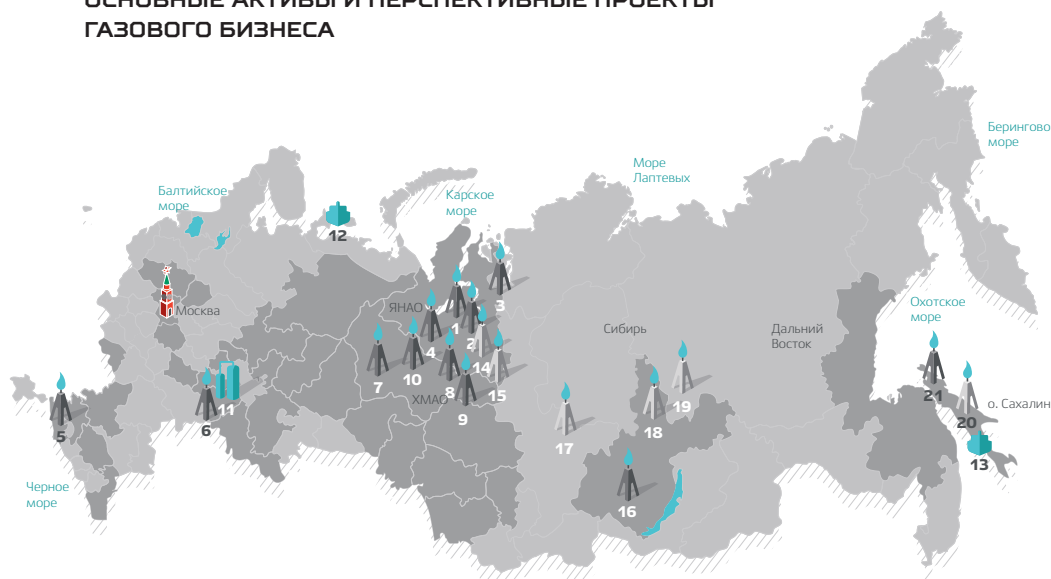 ОСНОВНЫЕ АКТИВЫ И ПЕРСПЕКТИВНЫЕ ПРОЕКТЫ
ГАЗОВОГО БИЗНЕСА
Берингово
море
Море
Лаптевых
Балтийское
море
Карское
море
12
3
Охотское
море
ЯНАО
Москва
1
2
Сибирь
Дальний
Восток
4
14
10
7
8
15
21
ХМАО
11
9
19
о. Сахалин
5
6
20
18
17
13
Черное
море
16